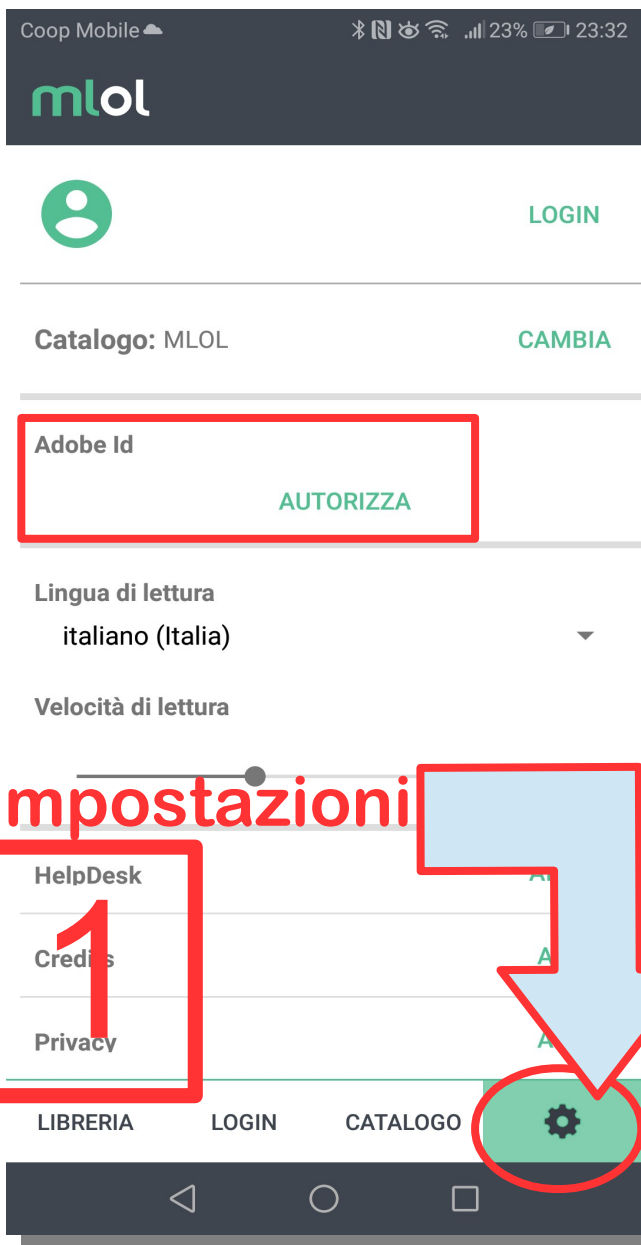 Coop Mobile 23% 23:32
mlol
LOGIN
Catalogo: MLOL CAMBIA
Adobe Id
AUTORIZZA
Lingua di lettura
italiano (Italia)
Velocità di lettura
mpostazioni
HelpDesk
1
Credits
Privacy
LIBRERIA LOGIN CATALOGO